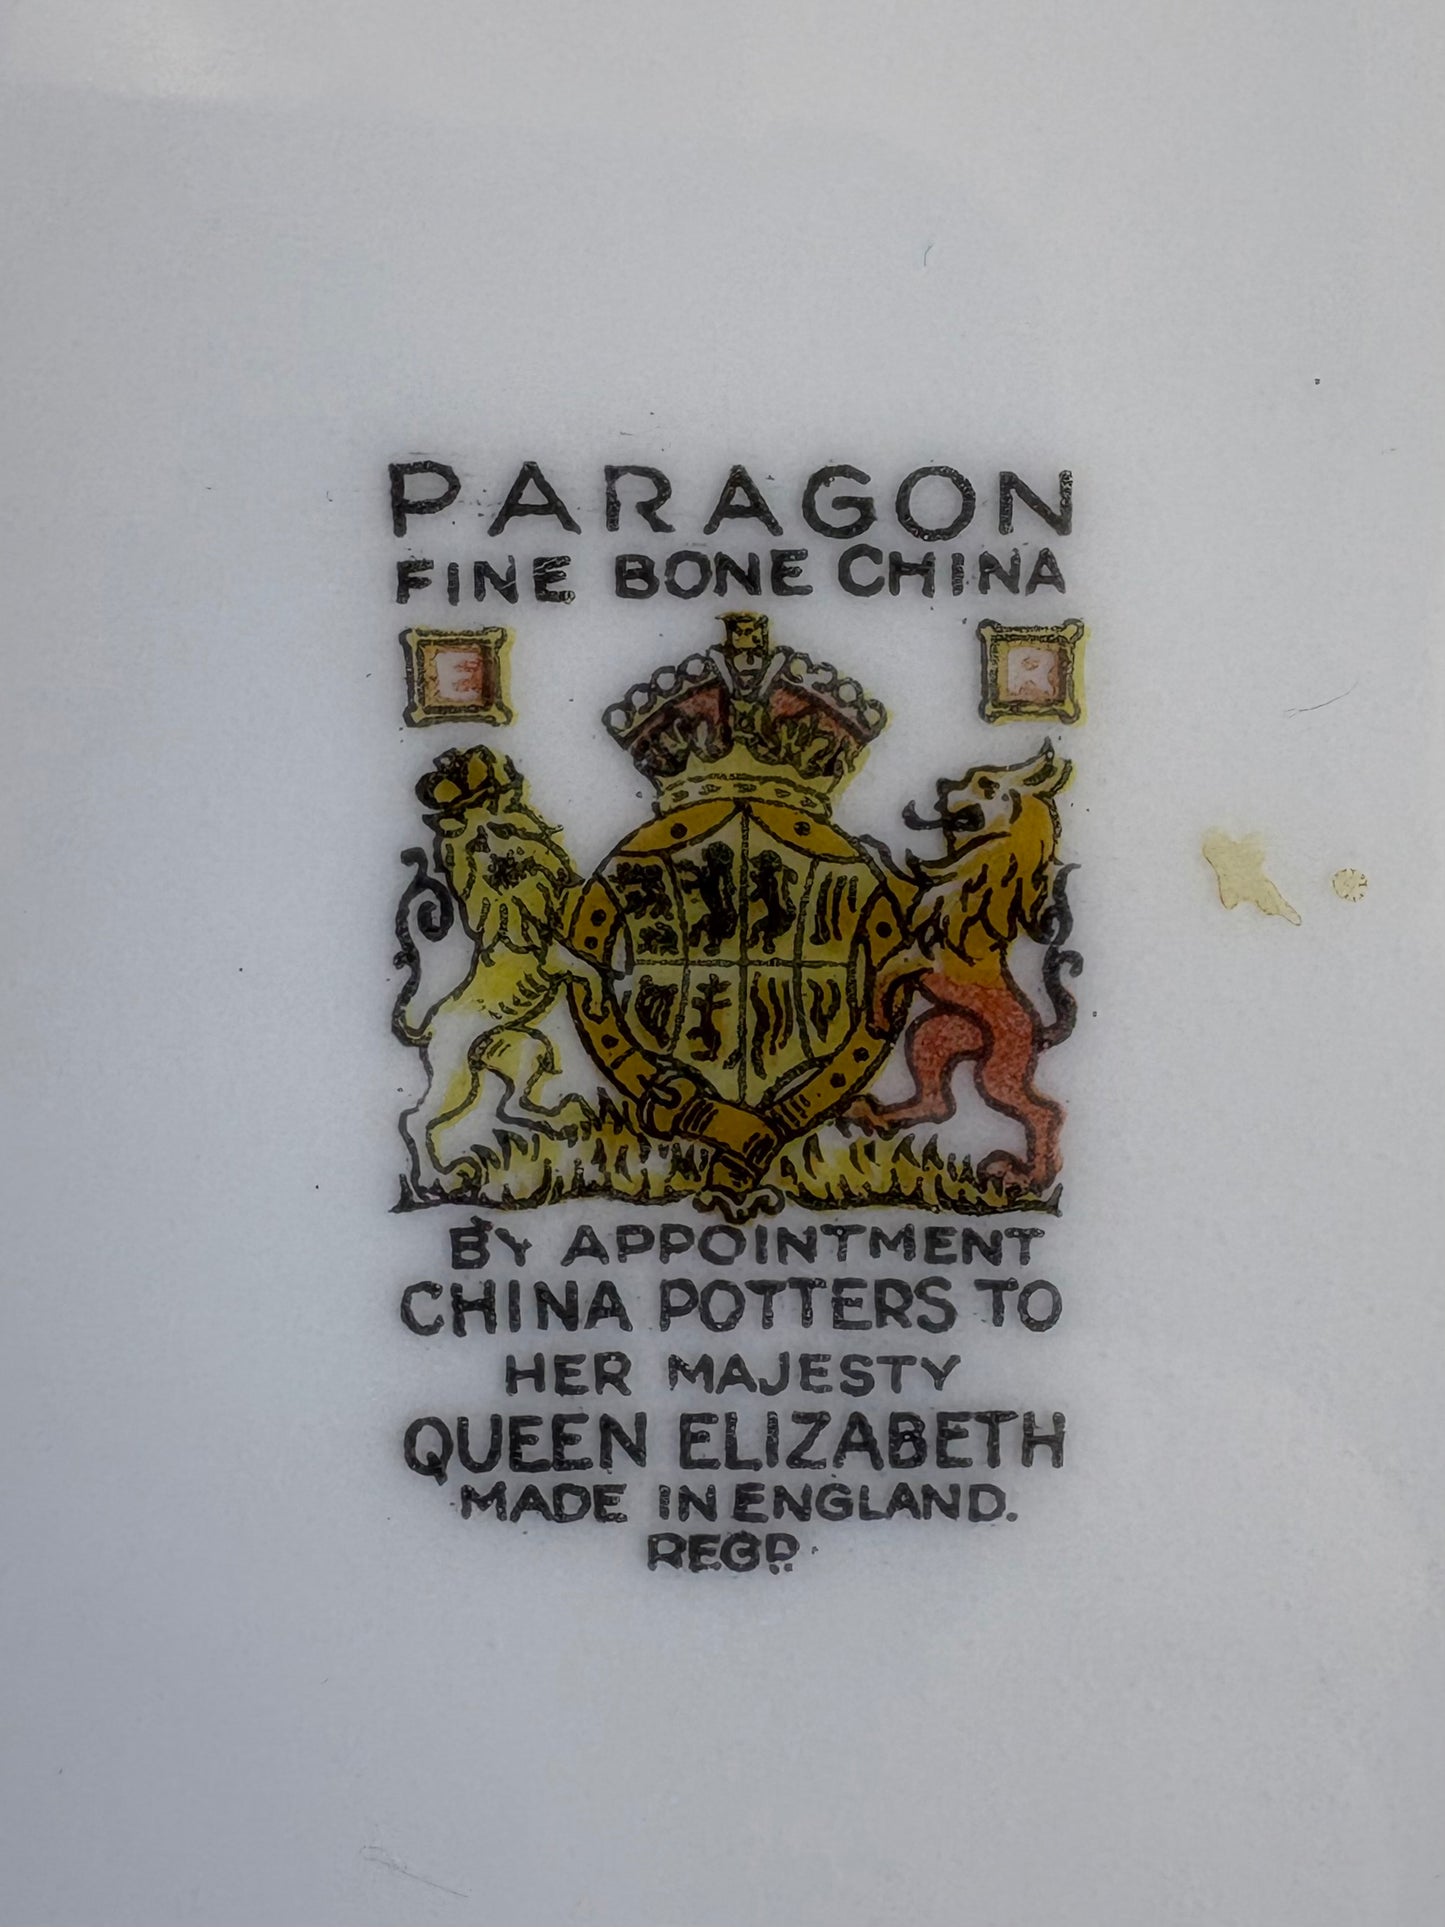 PARAGON
FINE BONE CHINA
E R
BY APPOINTMENT
CHINA POTTERS TO
HER MAJESTY
QUEEN ELIZABETH
MADE IN ENGLAND.
REGD.